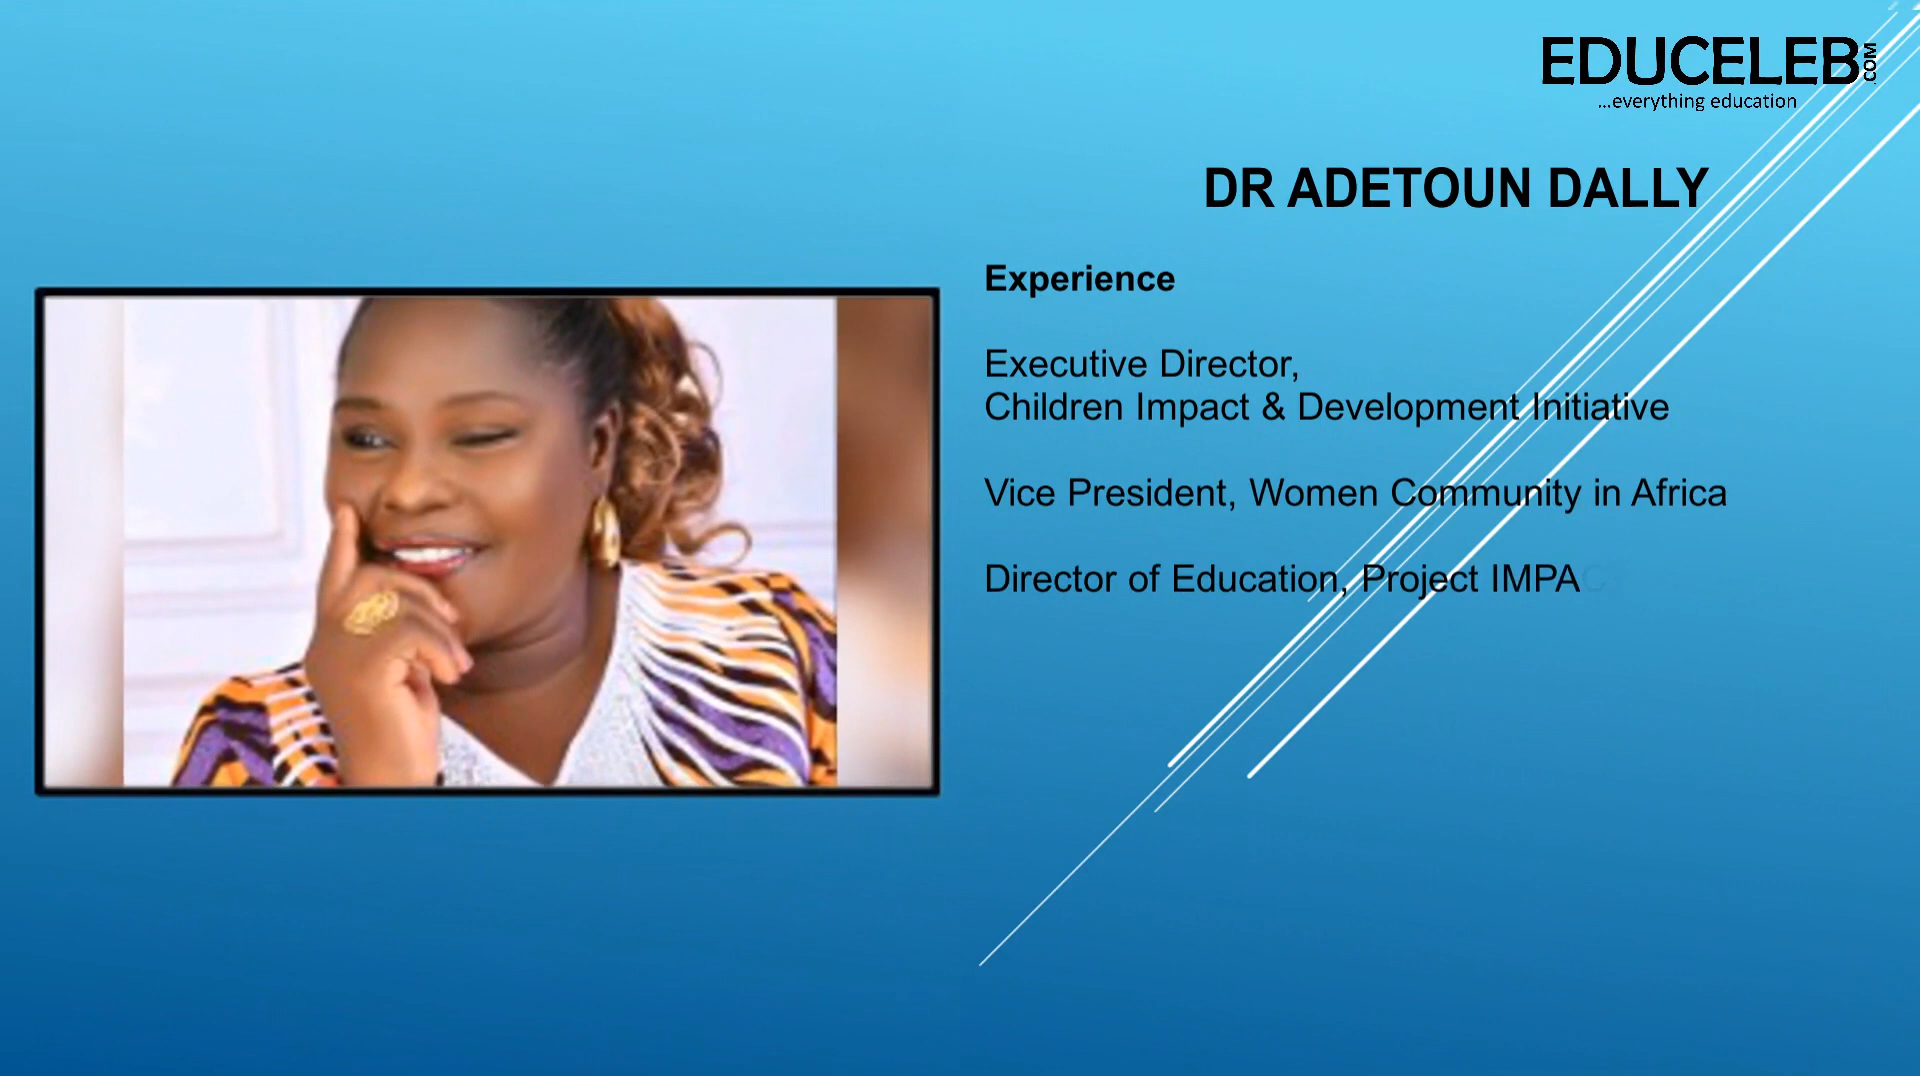 EDUCELEB.COM
...everything education
DR ADETOUN DALLY
Experience
Executive Director,
Children Impact & Development Initiative
Vice President, Women Community in Africa
Director of Education, Project IMPAC